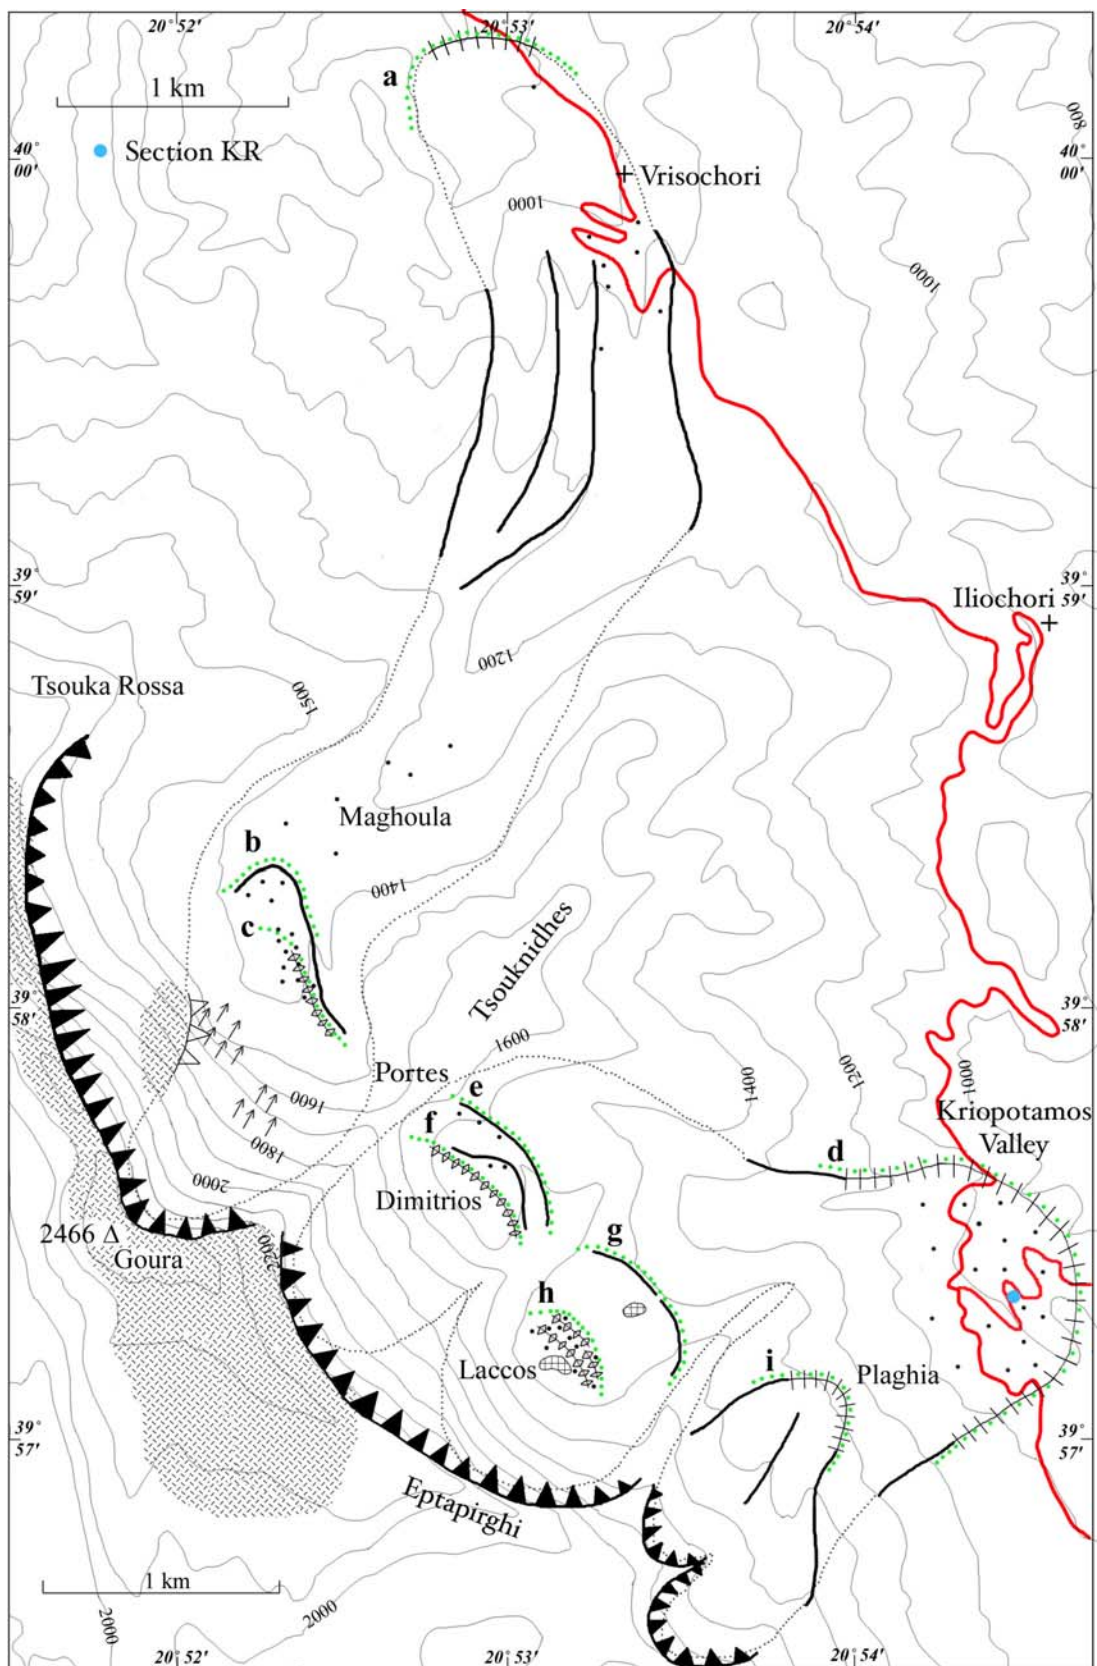 20°52'
20°53'
20°54'
a
1 km
800
40°
00'
Section KR
40°
00'
Vrisochori
1000
1000
39°
59'
Iliochori
39°
59'
1200
Tsouka Rossa
1500
Maghoula
b
1400
c
Tsouknidhes
39°
58'
39°
58'
1600
Portes
1600
e
1400
1200
1000
Kriopotamos
Valley
f
1800
d
2000
Dimitrios
2466 Δ
Goura
2200
g
h
Laccos
i
Plaghia
39°
57'
39°
57'
Eptapirghi
1 km
2000
2000
20°52'
20°53'
20°54'